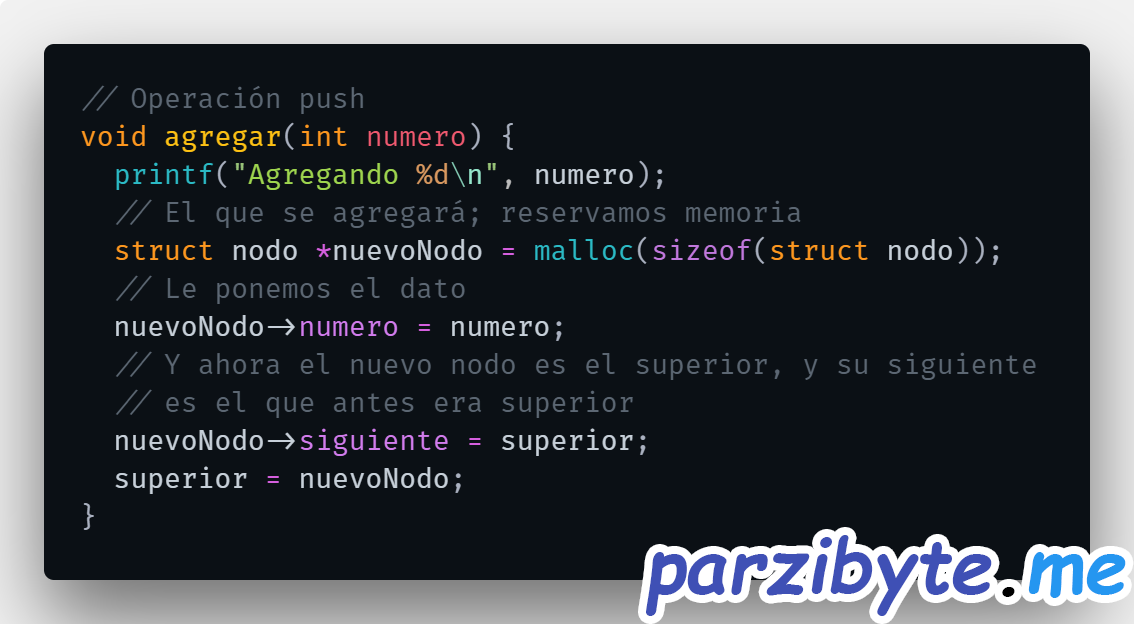 // Operación push
void agregar(int numero) {
  printf("Agregando %d\n", numero);
  // El que se agregará; reservamos memoria
  struct nodo *nuevoNodo = malloc(sizeof(struct nodo));
  // Le ponemos el dato
  nuevoNodo->numero = numero;
  // Y ahora el nuevo nodo es el superior, y su siguiente
  // es el que antes era superior
  nuevoNodo->siguiente = superior;
  superior = nuevoNodo;
}
parzibyte.me